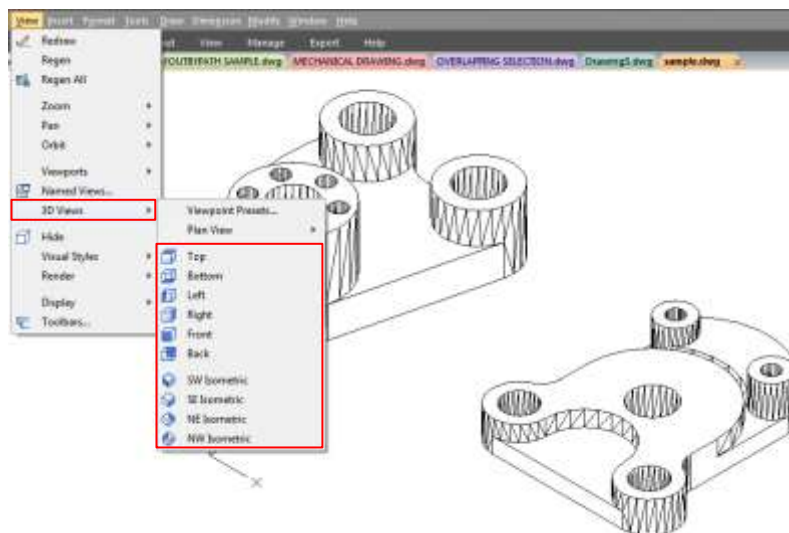 View Insert Format Tools Draw Dimension Modify Window Help
View Manage Export Help
MECHANICAL DRAWING.dwg OVERLAPPING SELECTION.dwg Drawing5.dwg sample.dwg x
Redraw
Regen
Regen All
Zoom
Pan
Orbit
Viewports
Named Views...
3D Views
Hide
Visual Styles
Render
Display
Toolbars...
Viewpoint Presets...
Plan View
Top
Bottom
Left
Right
Front
Back
SW Isometric
SE Isometric
NE Isometric
NW Isometric
X